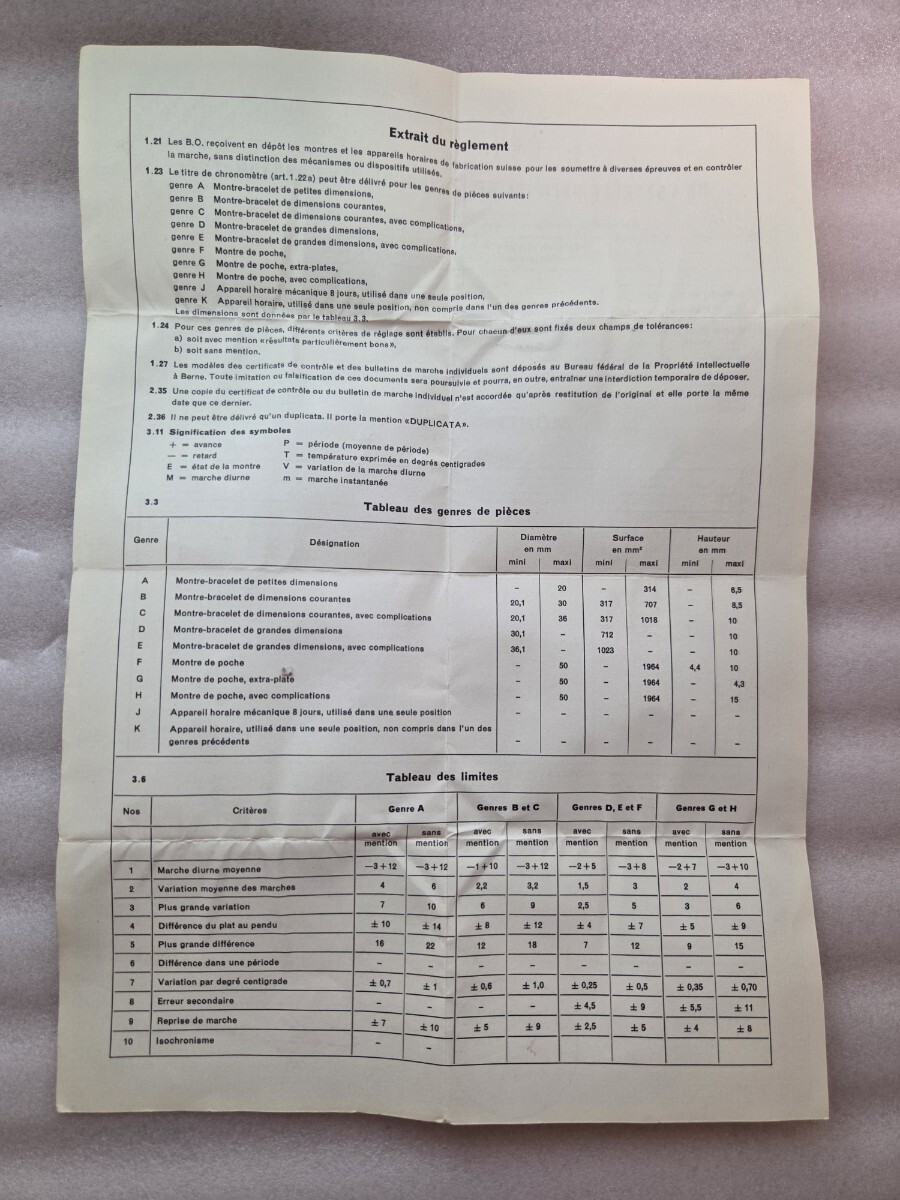 Extrait du règlement
1.21 Les B.O. reçoivent en dépôt les montres et les appareils horaires de fabrication suisse pour les soumettre à diverses épreuves et en contrôler
la marche, sans distinction des mécanismes ou dispositifs utilisés.
1.23 Le titre de chronomètre (art.1.22a) peut être délivré pour les genres de pièces suivants:
genre A Montre-bracelet de petites dimensions,
genre B Montre-bracelet de dimensions courantes,
genre C Montre-bracelet de dimensions courantes, avec complications,
genre D Montre-bracelet de grandes dimensions,
genre E Montre-bracelet de grandes dimensions, avec complications,
genre F Montre de poche,
genre G Montre de poche, extra-plates,
genre H Montre de poche, avec complications,
genre J Appareil horaire mécanique 8 jours, utilisé dans une seule position,
genre K Appareil horaire, utilisé dans une seule position, non compris dans l'un des genres précédents.
Les dimensions sont données par le tableau 3.3.
1.24 Pour ces genres de pièces, différents critères de réglage sont établis. Pour chacun d'eux sont fixés deux champs de tolérances:
a) soit avec mention «résultats particulièrement bons»,
b) soit sans mention.
1.27 Les modèles des certificats de contrôle et des bulletins de marche individuels sont déposés au Bureau fédéral de la Propriété intellectuelle
à Berne. Toute imitation ou falsification de ces documents sera poursuivie et pourra, en outre, entraîner une interdiction temporaire de déposer.
2.35 Une copie du certificat de contrôle ou du bulletin de marche individuel n'est accordée qu'après restitution de l'original et elle porte la même
date que ce dernier.
2.36 Il ne peut être délivré qu'un duplicata. Il porte la mention «DUPLICATA».
3.11 Signification des symboles
+ = avance P = période (moyenne de période)
— = retard T = température exprimée en degrés centigrades
E = état de la montre V = variation de la marche diurne
M = marche diurne m = marche instantanée
3.3 Tableau des genres de pièces
Genre Désignation Diamètre en mm Surface en mm² Hauteur en mm
mini maxi mini maxi mini maxi
A Montre-bracelet de petites dimensions – 20 – 314 – 6,5
B Montre-bracelet de dimensions courantes 20,1 30 317 707 – 8,5
C Montre-bracelet de dimensions courantes, avec complications 20,1 36 317 1018 – 10
D Montre-bracelet de grandes dimensions 30,1 – 712 – – 10
E Montre-bracelet de grandes dimensions, avec complications 36,1 – 1023 – – 10
F Montre de poche – 50 – 1964 4,4 10
G Montre de poche, extra-plate – 50 – 1964 – 4,3
H Montre de poche, avec complications – 50 – 1964 – 15
J Appareil horaire mécanique 8 jours, utilisé dans une seule position – – – – – –
K Appareil horaire, utilisé dans une seule position, non compris dans l'un des
genres précédents – – – – – –
3.6 Tableau des limites
Nos Critères Genre A Genres B et C Genres D, E et F Genres G et H
avec mention sans mention avec mention sans mention avec mention sans mention avec mention sans mention
1 Marche diurne moyenne —3+12 —3+12 —1+10 —3+12 —2+5 —3+8 —2+7 —3+10
2 Variation moyenne des marches 4 6 2,2 3,2 1,5 3 2 4
3 Plus grande variation 7 10 6 9 2,5 5 3 6
4 Différence du plat au pendu ± 10 ± 14 ± 8 ± 12 ± 4 ± 7 ± 5 ± 9
5 Plus grande différence 16 22 12 18 7 12 9 15
6 Différence dans une période – – – – – – – –
7 Variation par degré centigrade ± 0,7 ± 1 ± 0,6 ± 1,0 ± 0,25 ± 0,5 ± 0,35 ± 0,70
8 Erreur secondaire – – – – ± 4,5 ± 9 ± 5,5 ± 11
9 Reprise de marche ± 7 ± 10 ± 5 ± 9 ± 2,5 ± 5 ± 4 ± 8
10 Isochronisme – –